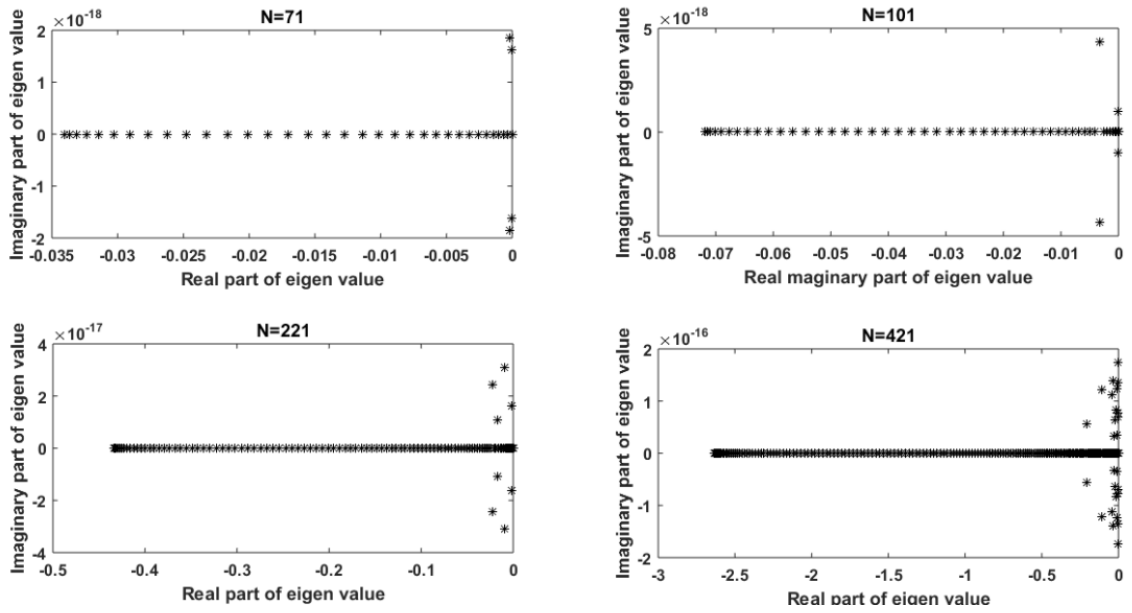 ×10⁻¹⁸
N=71
Imaginary part of eigen value
2
1
0
-1
-2
-0.035 -0.03 -0.025 -0.02 -0.015 -0.01 -0.005 0
Real part of eigen value
×10⁻¹⁸
N=101
Imaginary part of eigen value
5
0
-5
-0.08 -0.07 -0.06 -0.05 -0.04 -0.03 -0.02 -0.01 0
Real maginary part of eigen value
×10⁻¹⁷
N=221
Imaginary part of eigen value
4
2
0
-2
-4
-0.5 -0.4 -0.3 -0.2 -0.1 0
Real part of eigen value
×10⁻¹⁶
N=421
Imaginary part of eigen value
2
1
0
-1
-2
-3 -2.5 -2 -1.5 -1 -0.5 0
Real part of eigen value